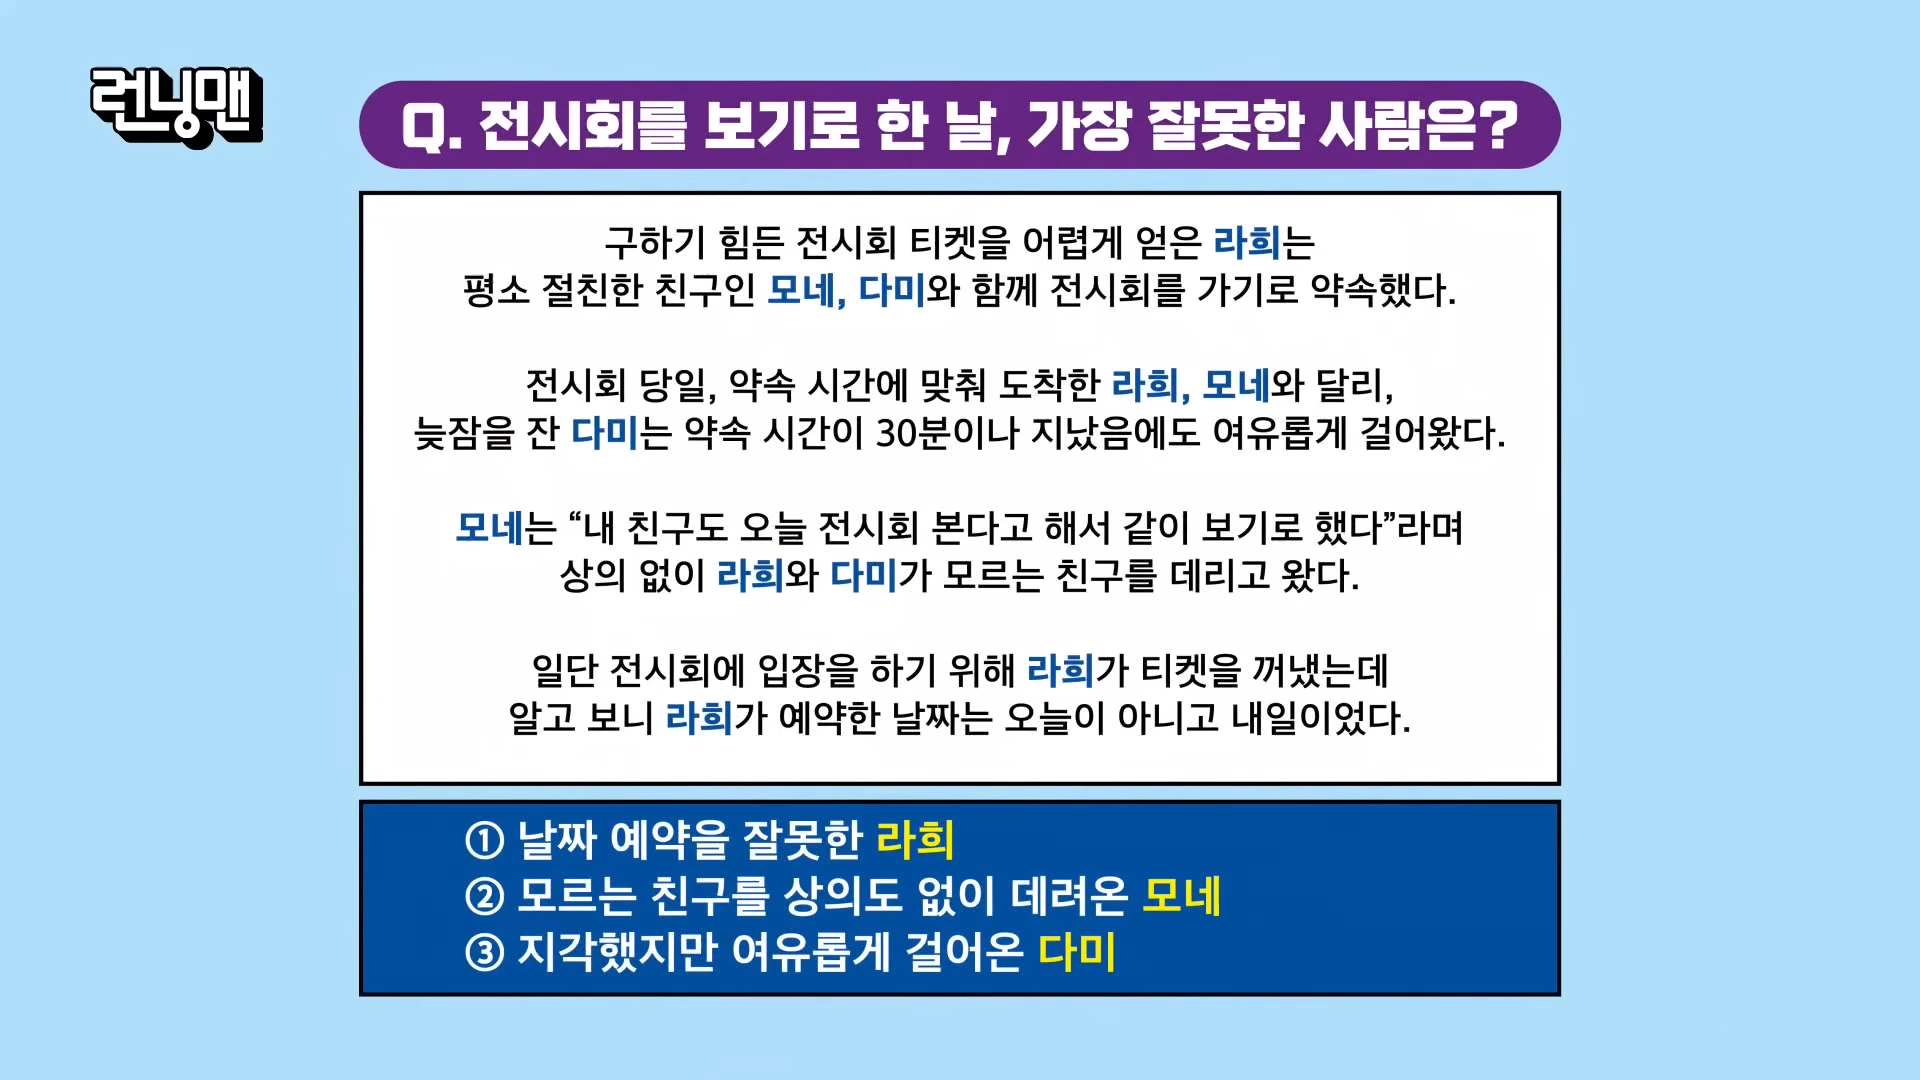 런닝맨
Q. 전시회를 보기로 한 날, 가장 잘못한 사람은?
구하기 힘든 전시회 티켓을 어렵게 얻은 라희는
평소 절친한 친구인 모네, 다미와 함께 전시회를 가기로 약속했다.
전시회 당일, 약속 시간에 맞춰 도착한 라희, 모네와 달리,
늦잠을 잔 다미는 약속 시간이 30분이나 지났음에도 여유롭게 걸어왔다.
모네는 “내 친구도 오늘 전시회 본다고 해서 같이 보기로 했다”라며
상의 없이 라희와 다미가 모르는 친구를 데리고 왔다.
일단 전시회에 입장을 하기 위해 라희가 티켓을 꺼냈는데
알고 보니 라희가 예약한 날짜는 오늘이 아니고 내일이었다.
① 날짜 예약을 잘못한 라희
② 모르는 친구를 상의도 없이 데려온 모네
③ 지각했지만 여유롭게 걸어온 다미